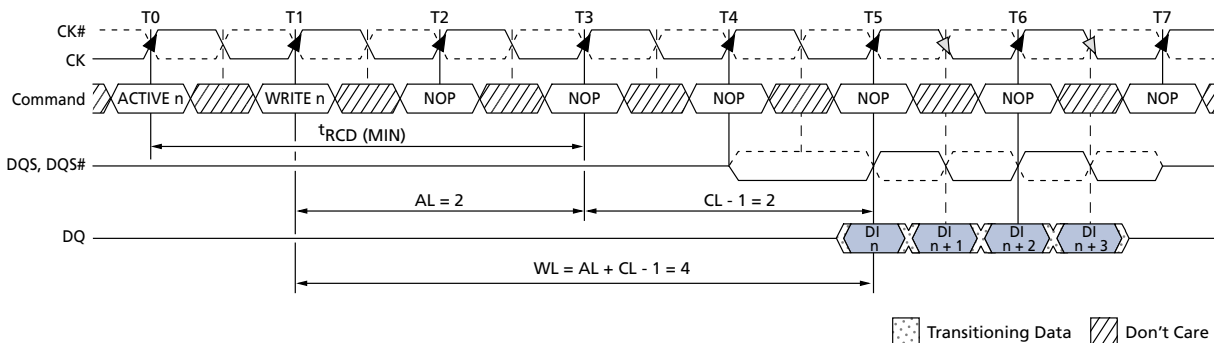 T0 T1 T2 T3 T4 T5 T6 T7
CK#
CK
Command ACTIVE n WRITE n NOP NOP NOP NOP NOP NOP
tRCD (MIN)
DQS, DQS#
AL = 2 CL - 1 = 2
DQ DI n DI n + 1 DI n + 2 DI n + 3
WL = AL + CL - 1 = 4
Transitioning Data Don't Care